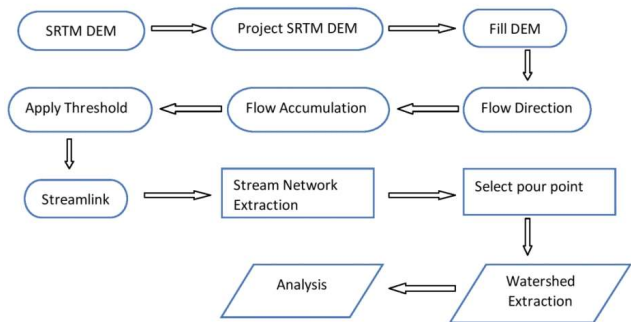 SRTM DEM
Project SRTM DEM
Fill DEM
Flow Direction
Flow Accumulation
Apply Threshold
Streamlink
Stream Network
Extraction
Select pour point
Watershed
Extraction
Analysis